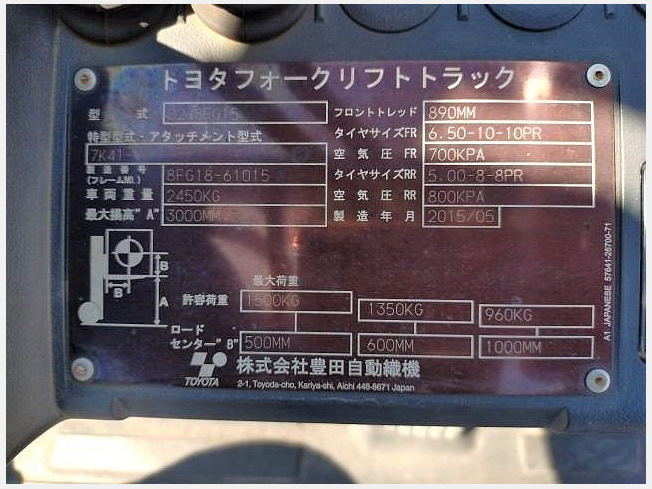 トヨタフォークリフトトラック
型式 02-8FG15 フロントトレッド 890MM
特型型式・アタッチメント型式 タイヤサイズFR 6.50-10-10PR
7K41- 空気圧 FR 700KPA
製造番号 (フレームNO.) 8FG18-61015 タイヤサイズRR 5.00-8-8PR
車両重量 2450KG 空気圧 RR 800KPA
最大揚高"A" 3000MM 製造年月 2015/05
B
B
A
最大荷重
許容荷重 1500KG 1350KG 960KG
ロード
センター"B" 500MM 600MM 1000MM
TOYOTA 株式会社豊田自動織機
2-1, Toyoda-cho, Kariya-shi, Aichi 448-8671 Japan
A1 JAPANESE 57841-26700-71